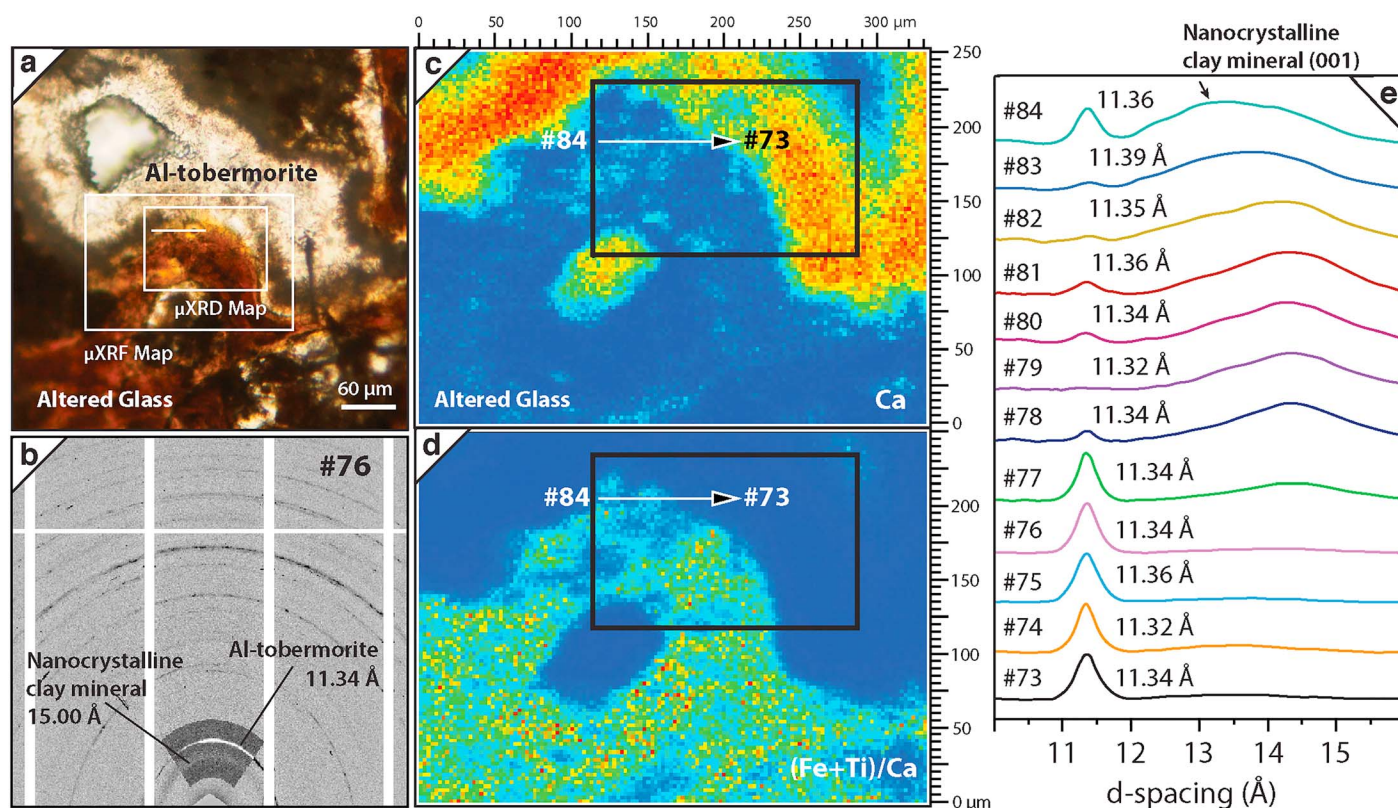 a
Al-tobermorite
µXRD Map
µXRF Map
Altered Glass
60 µm
b
#76
Nanocrystalline
clay mineral
15.00 Å
Al-tobermorite
11.34 Å
0 50 100 150 200 250 300 µm
c
#84
#73
Altered Glass
Ca
250
200
150
100
50
0
d
#84
#73
(Fe+Ti)/Ca
200
150
100
50
0 µm
Nanocrystalline
clay mineral (001)
e
#84 11.36
#83 11.39 Å
#82 11.35 Å
#81 11.36 Å
#80 11.34 Å
#79 11.32 Å
#78 11.34 Å
#77 11.34 Å
#76 11.34 Å
#75 11.36 Å
#74 11.32 Å
#73 11.34 Å
11 12 13 14 15
d-spacing (Å)